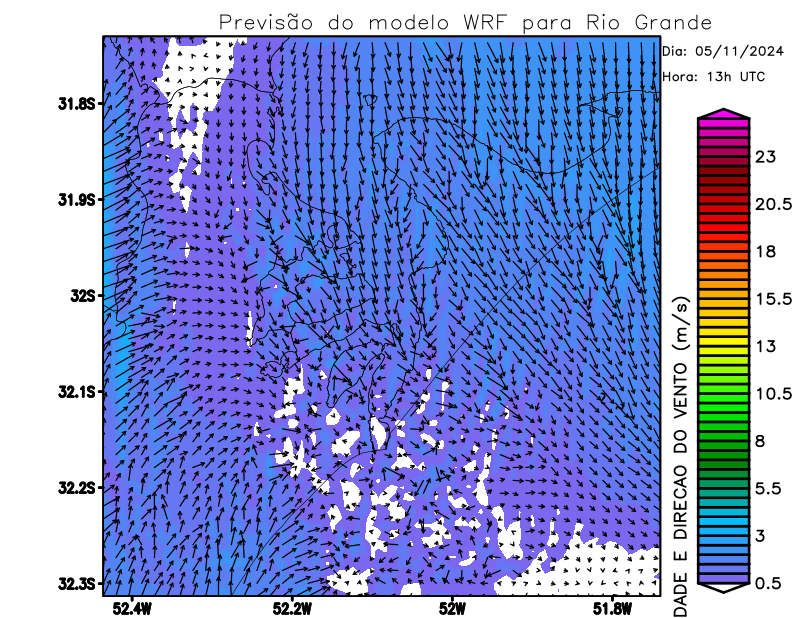 Previsão do modelo WRF para Rio Grande
Dia: 05/11/2024
Hora: 13h UTC
31.8S
31.9S
32S
32.1S
32.2S
32.3S
52.4W
52.2W
52W
51.8W
23
20.5
18
15.5
13
10.5
8
5.5
3
0.5
DADE E DIRECAO DO VENTO (m/s)